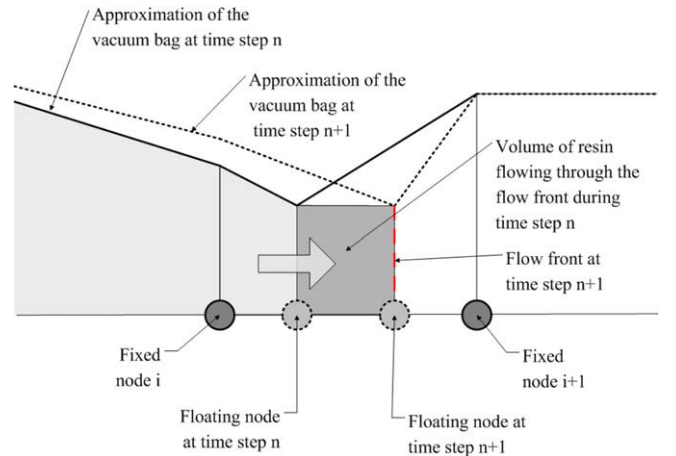 Approximation of the
vacuum bag at time step n
Approximation of the
vacuum bag at
time step n+1
Volume of resin
flowing through the
flow front during
time step n
Flow front at
time step n+1
Fixed
node i
Fixed
node i+1
Floating node
at time step n
Floating node at
time step n+1